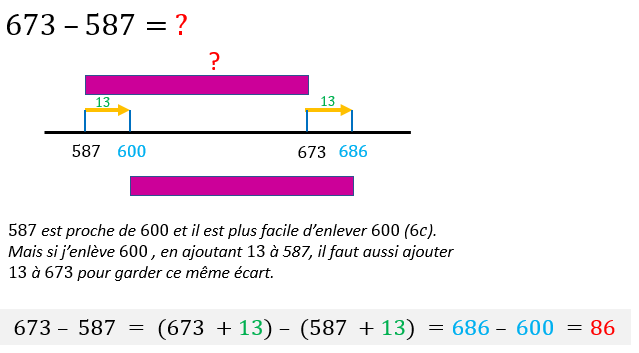 673 – 587 = ?
?
13 13
587 600 673 686
587 est proche de 600 et il est plus facile d’enlever 600 (6c).
Mais si j’enlève 600 , en ajoutant 13 à 587, il faut aussi ajouter
13 à 673 pour garder ce même écart.
673 – 587 = (673 + 13) – (587 + 13) = 686 – 600 = 86